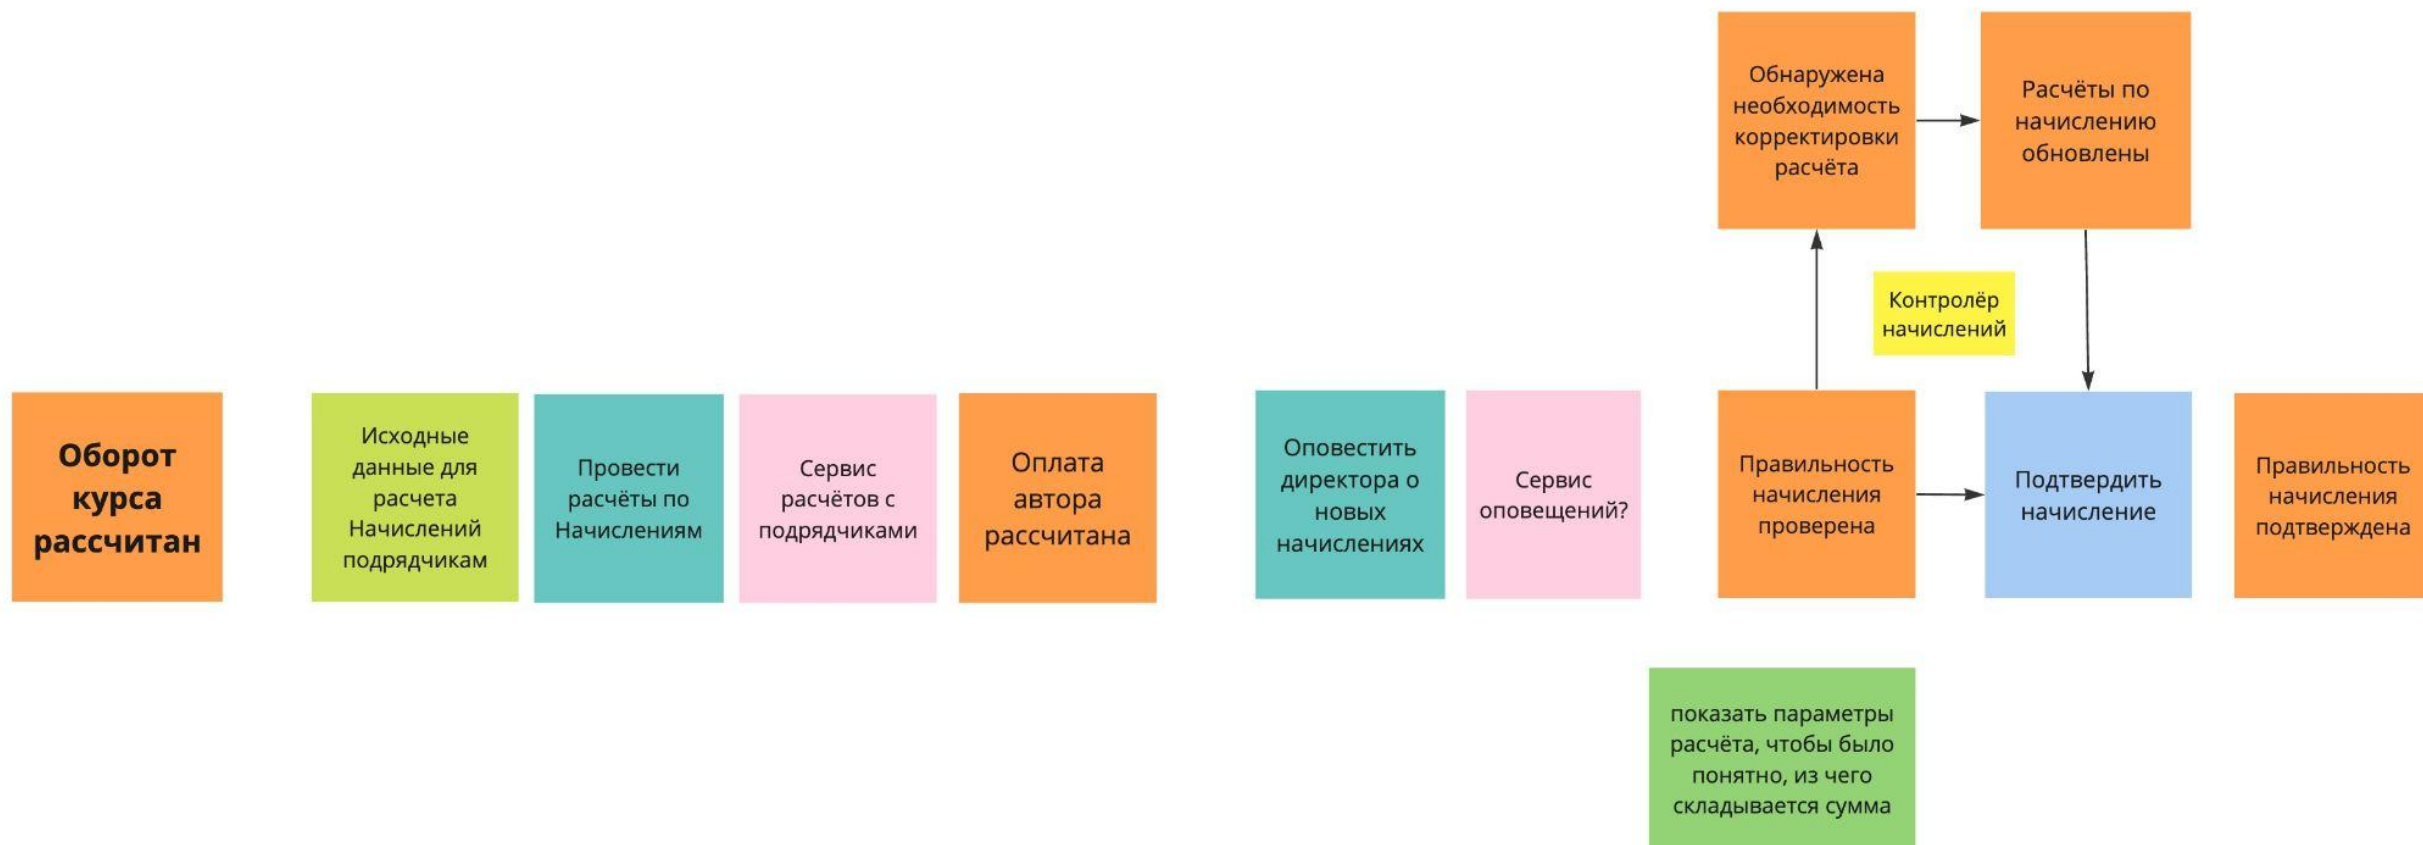 Оборот
курса
рассчитан
Исходные
данные для
расчета
Начислений
подрядчикам
Провести
расчёты по
Начислениям
Сервис
расчётов с
подрядчиками
Оплата
автора
рассчитана
Оповестить
директора о
новых
начислениях
Сервис
оповещений?
Обнаружена
необходимость
корректировки
расчёта
Расчёты по
начислению
обновлены
Контролёр
начислений
Правильность
начисления
проверена
Подтвердить
начисление
Правильность
начисления
подтверждена
показать параметры
расчёта, чтобы было
понятно, из чего
складывается сумма